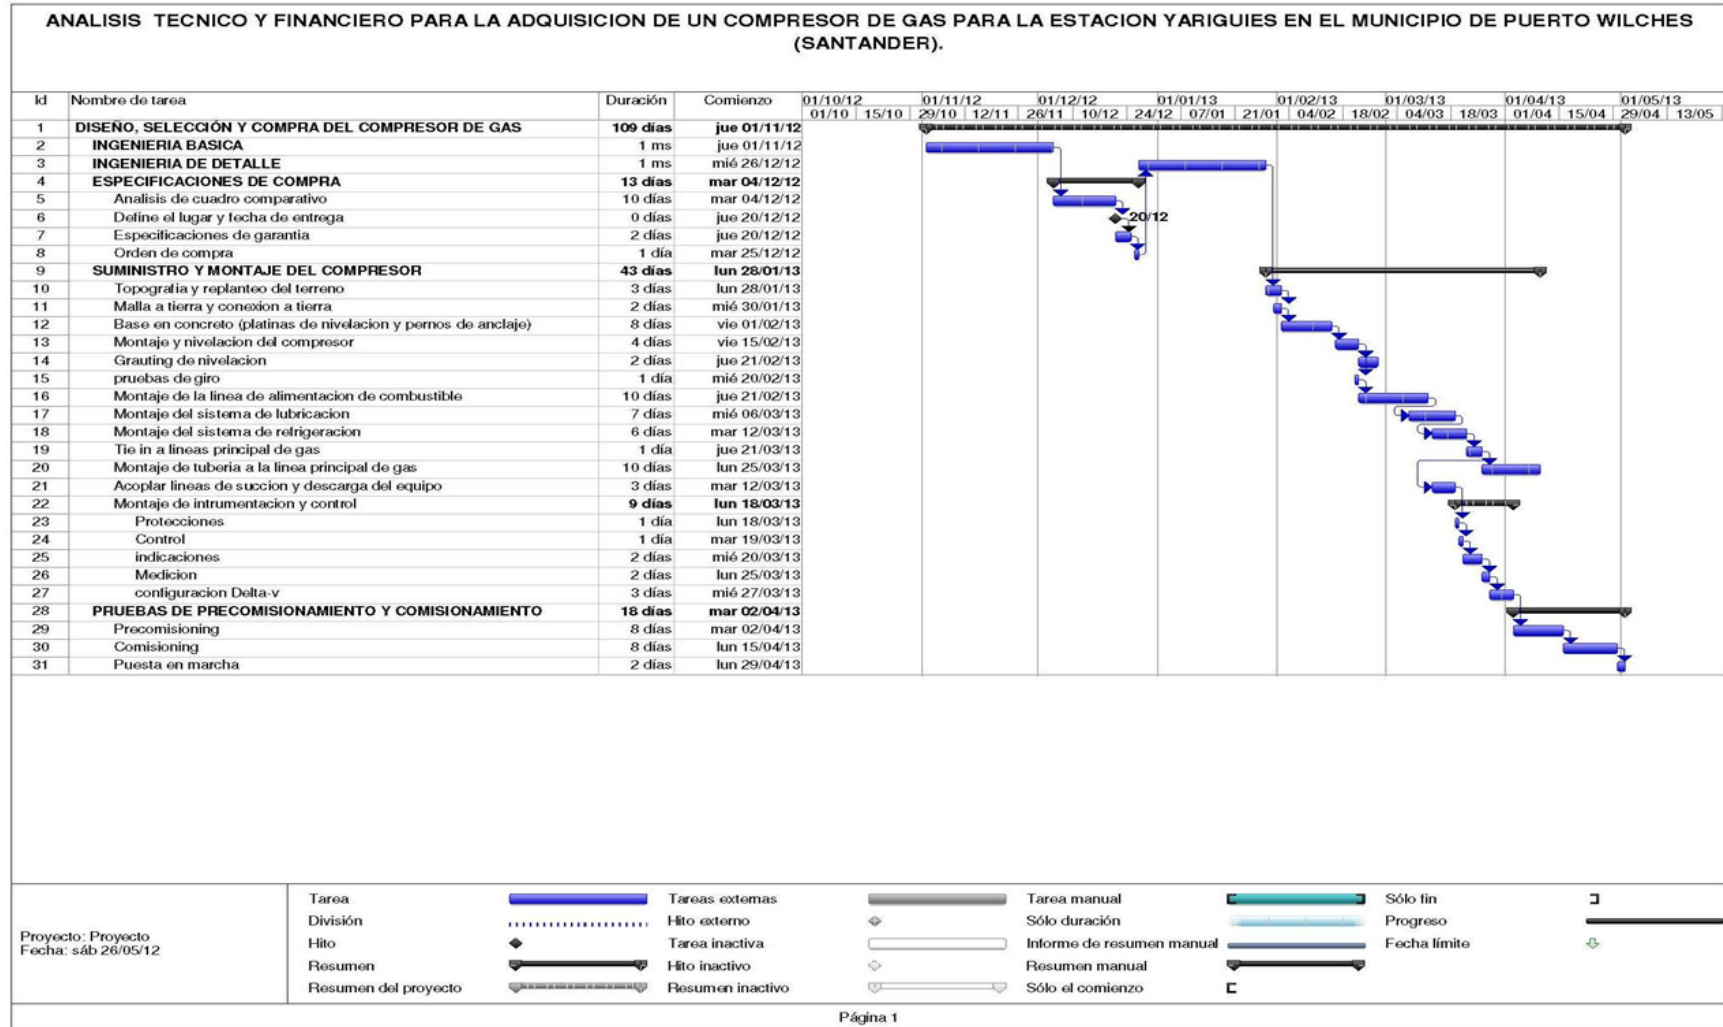 ANALISIS TECNICO Y FINANCIERO PARA LA ADQUISICION DE UN COMPRESOR DE GAS PARA LA ESTACION YARIGUIES EN EL MUNICIPIO DE PUERTO WILCHES
(SANTANDER).
Id Nombre de tarea Duración Comienzo 01/10/12 01/11/12 01/12/12 01/01/13 01/02/13 01/03/13 01/04/13 01/05/13
01/10 15/10 29/10 12/11 26/11 10/12 24/12 07/01 21/01 04/02 18/02 04/03 18/03 01/04 15/04 29/04 13/05
1 DISEÑO, SELECCIÓN Y COMPRA DEL COMPRESOR DE GAS 109 días jue 01/11/12
2 INGENIERIA BASICA 1 ms jue 01/11/12
3 INGENIERIA DE DETALLE 1 ms mié 26/12/12
4 ESPECIFICACIONES DE COMPRA 13 días mar 04/12/12
5 Analisis de cuadro comparativo 10 días mar 04/12/12
6 Define el lugar y fecha de entrega 0 días jue 20/12/12 20/12
7 Especificaciones de garantia 2 días jue 20/12/12
8 Orden de compra 1 día mar 25/12/12
9 SUMINISTRO Y MONTAJE DEL COMPRESOR 43 días lun 28/01/13
10 Topografia y replanteo del terreno 3 días lun 28/01/13
11 Malla a tierra y conexion a tierra 2 días mié 30/01/13
12 Base en concreto (platinas de nivelacion y pernos de anclaje) 8 días vie 01/02/13
13 Montaje y nivelacion del compresor 4 días vie 15/02/13
14 Grauting de nivelacion 2 días jue 21/02/13
15 pruebas de giro 1 día mié 20/02/13
16 Montaje de la linea de alimentacion de combustible 10 días jue 21/02/13
17 Montaje del sistema de lubricacion 7 días mié 06/03/13
18 Montaje del sistema de refrigeracion 6 días mar 12/03/13
19 Tie in a lineas principal de gas 1 día jue 21/03/13
20 Montaje de tuberia a la linea principal de gas 10 días lun 25/03/13
21 Acoplar lineas de succion y descarga del equipo 3 días mar 12/03/13
22 Montaje de intrumentacion y control 9 días lun 18/03/13
23 Protecciones 1 día lun 18/03/13
24 Control 1 día mar 19/03/13
25 indicaciones 2 días mié 20/03/13
26 Medicion 2 días lun 25/03/13
27 configuracion Delta-v 3 días mié 27/03/13
28 PRUEBAS DE PRECOMISIONAMIENTO Y COMISIONAMIENTO 18 días mar 02/04/13
29 Precomisioning 8 días mar 02/04/13
30 Comisioning 8 días lun 15/04/13
31 Puesta en marcha 2 días lun 29/04/13
Proyecto: Proyecto
Fecha: sáb 26/05/12
Tarea Tareas externas Tarea manual Sólo fin
División Hito externo Sólo duración Progreso
Hito Tarea inactiva Informe de resumen manual Fecha límite
Resumen Hito inactivo Resumen manual
Resumen del proyecto Resumen inactivo Sólo el comienzo
Página 1